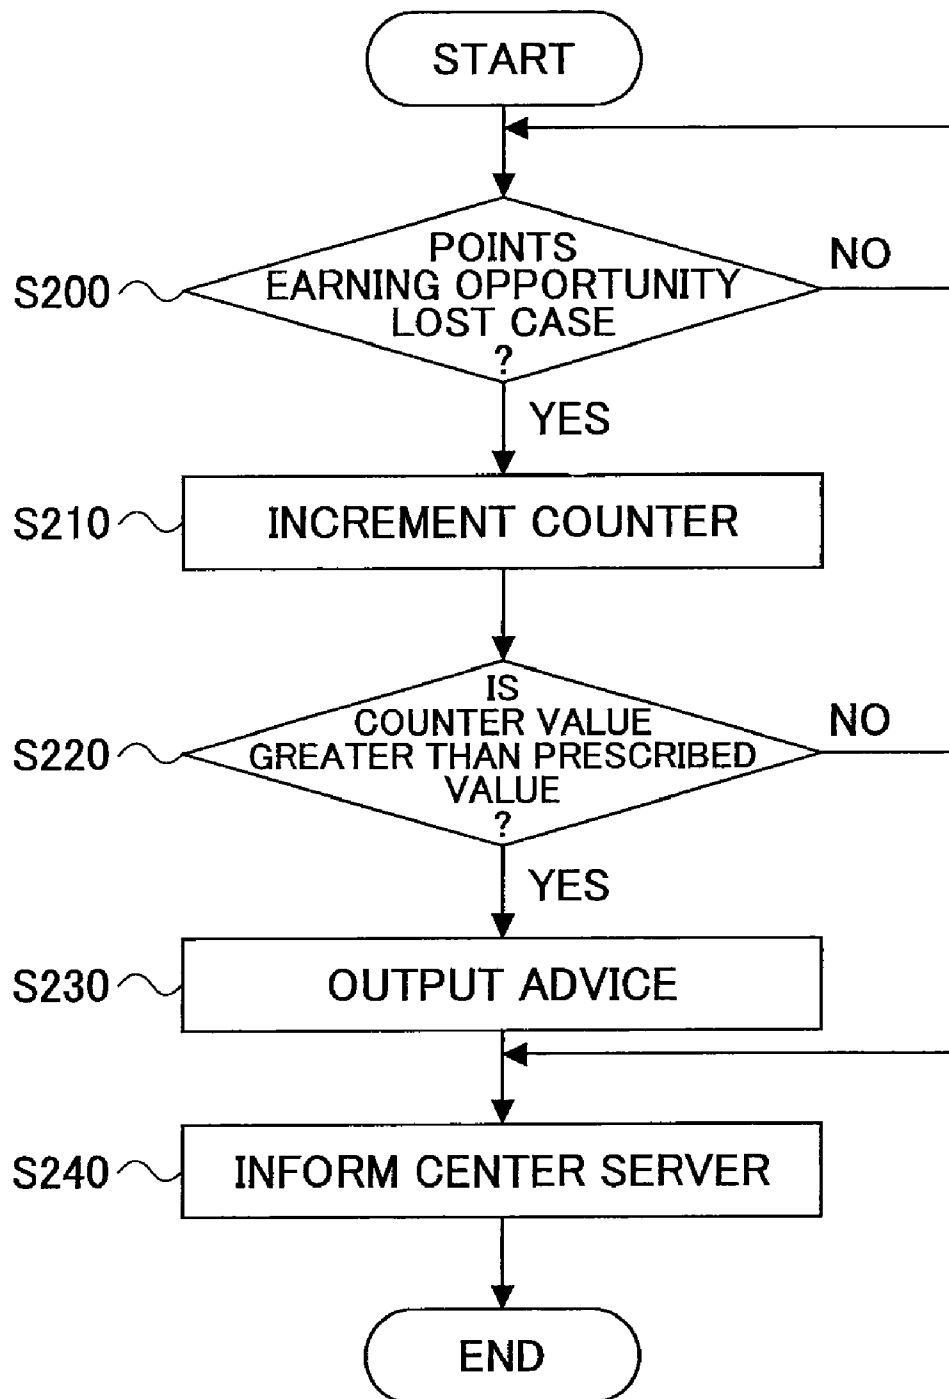 START
POINTS
EARNING OPPORTUNITY
LOST CASE
?
NO
S200
YES
S210
INCREMENT COUNTER
IS
COUNTER VALUE
GREATER THAN PRESCRIBED
VALUE
?
NO
S220
YES
S230
OUTPUT ADVICE
S240
INFORM CENTER SERVER
END